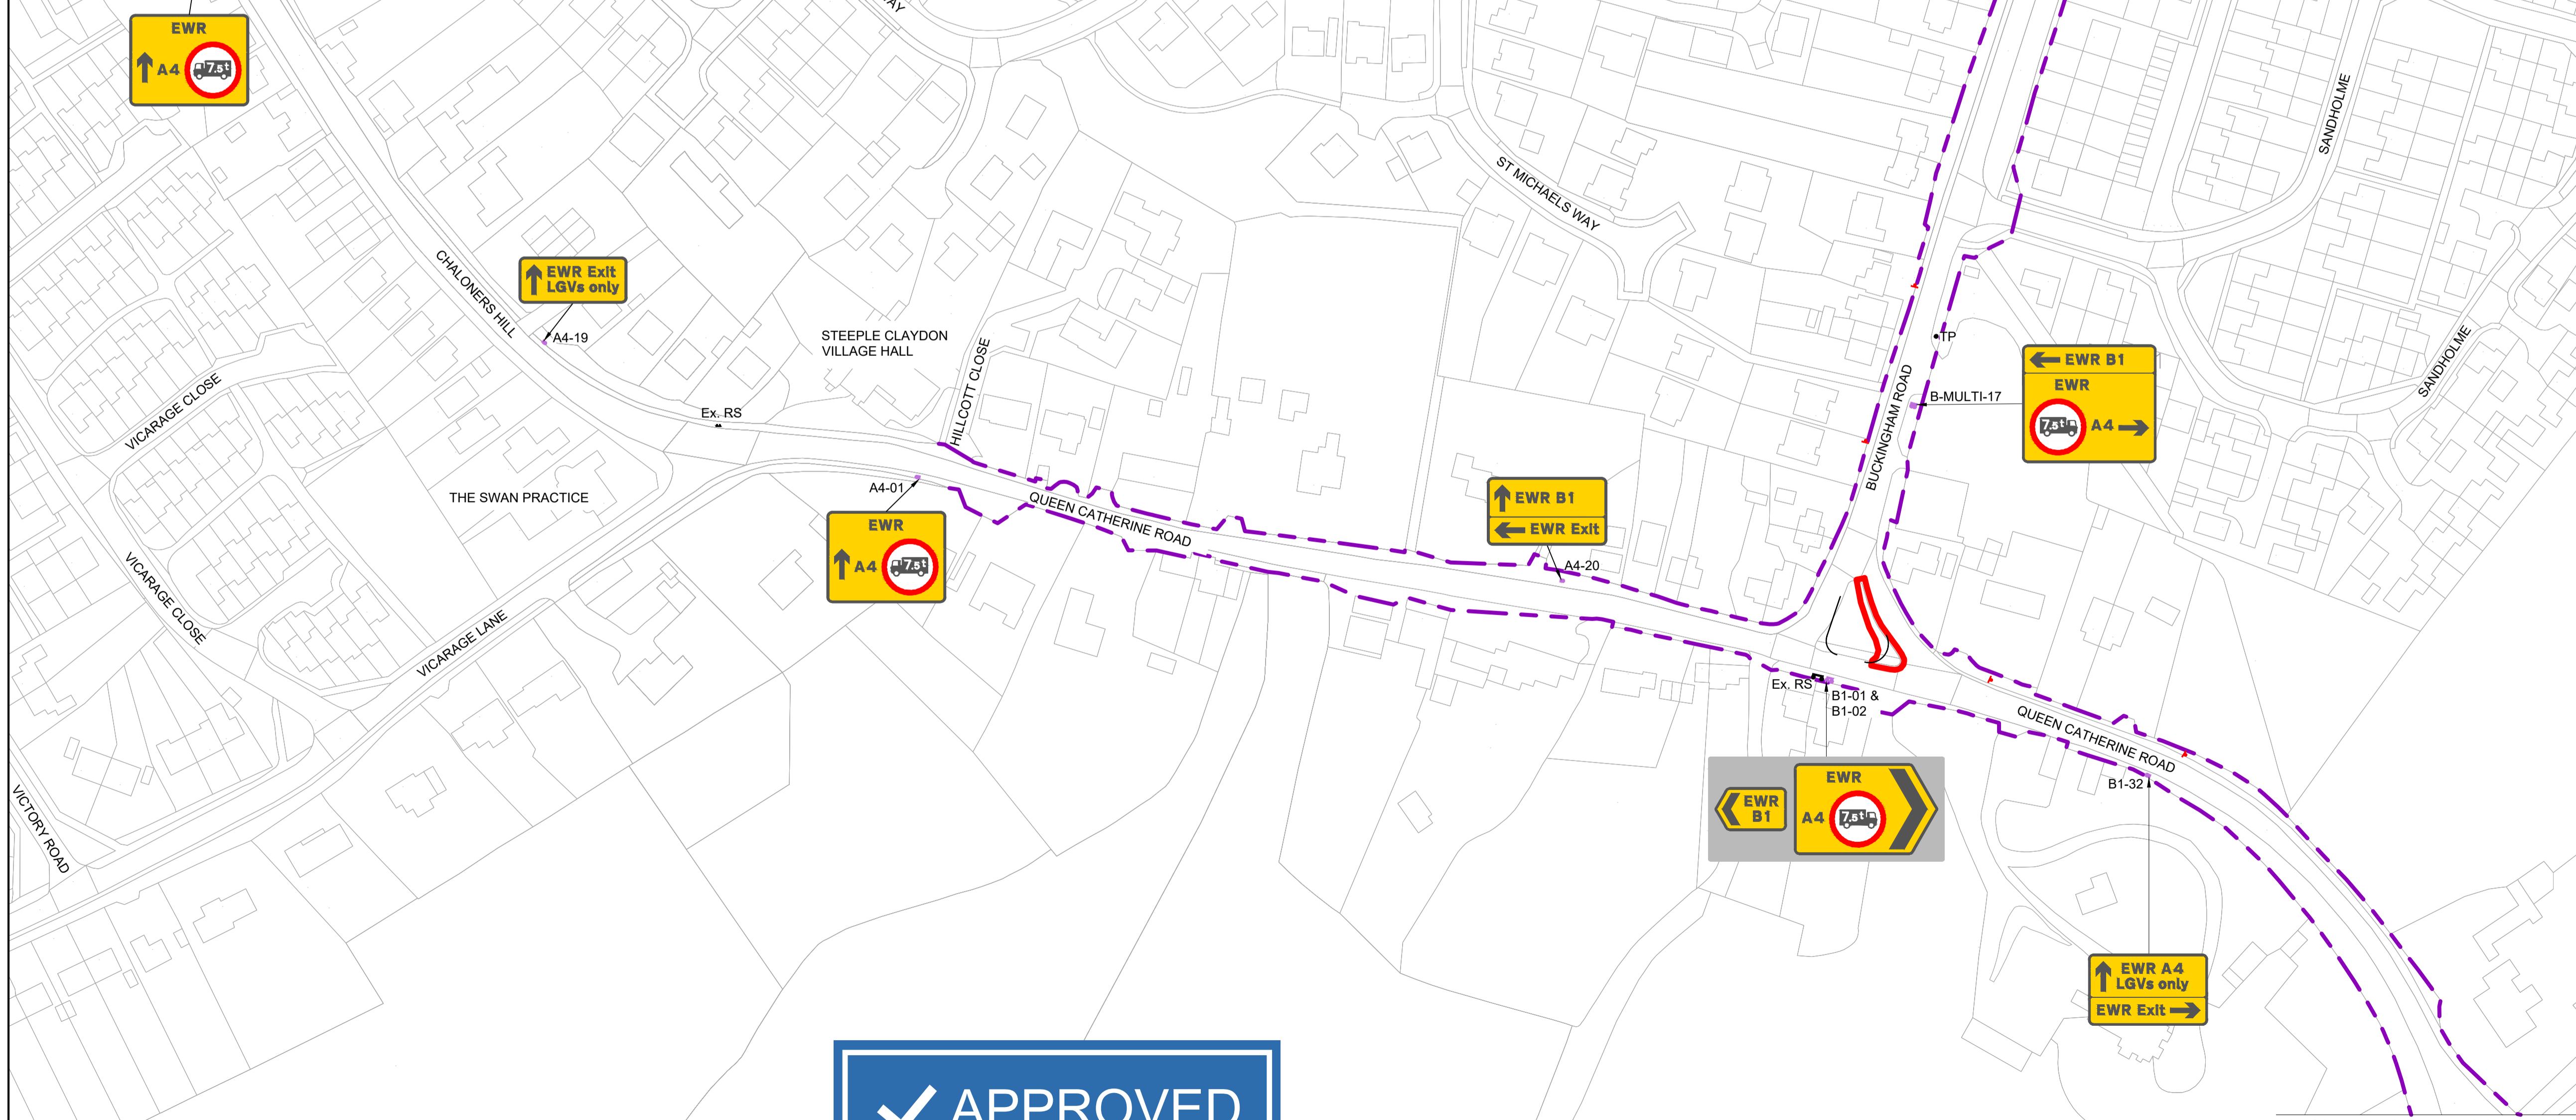 EWR
A4
7.5t
AY
SANDHOLME
ST MICHAELS WAY
CHALONERS HILL
EWR Exit
LGVs only
A4-19
STEEPLE CLAYDON
VILLAGE HALL
HILLCOTT CLOSE
TP
EWR B1
EWR
7.5t
A4
B-MULTI-17
BUCKINGHAM ROAD
SANDHOLME
VICARAGE CLOSE
Ex. RS
THE SWAN PRACTICE
A4-01
QUEEN CATHERINE ROAD
EWR
A4
7.5t
EWR B1
EWR Exit
A4-20
VICARAGE CLOSE
VICARAGE LANE
Ex. RS
B1-01 &
B1-02
QUEEN CATHERINE ROAD
B1-32
EWR
B1
EWR
A4
7.5t
VICTORY ROAD
EWR A4
LGVs only
EWR Exit
APPROVED